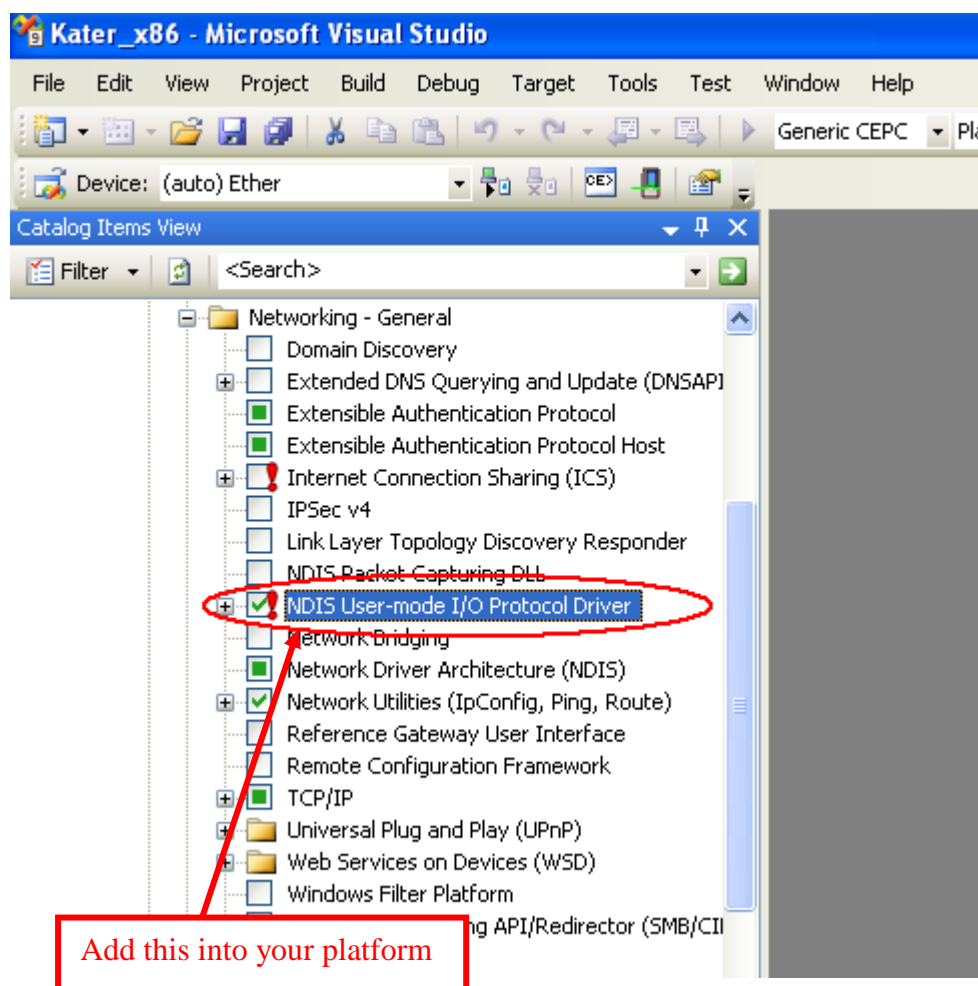 Kater_x86 - Microsoft Visual Studio
File Edit View Project Build Debug Target Tools Test Window Help
Generic CEPC
Device: (auto) Ether CE>
Catalog Items View
Filter <Search>
Networking - General
Domain Discovery
Extended DNS Querying and Update (DNSAPI
Extensible Authentication Protocol
Extensible Authentication Protocol Host
Internet Connection Sharing (ICS)
IPSec v4
Link Layer Topology Discovery Responder
NDIS Packet Capturing DLL
NDIS User-mode I/O Protocol Driver
Network Bridging
Network Driver Architecture (NDIS)
Network Utilities (IpConfig, Ping, Route)
Reference Gateway User Interface
Remote Configuration Framework
TCP/IP
Universal Plug and Play (UPnP)
Web Services on Devices (WSD)
Windows Filter Platform
API/Redirector
Add this into your platform